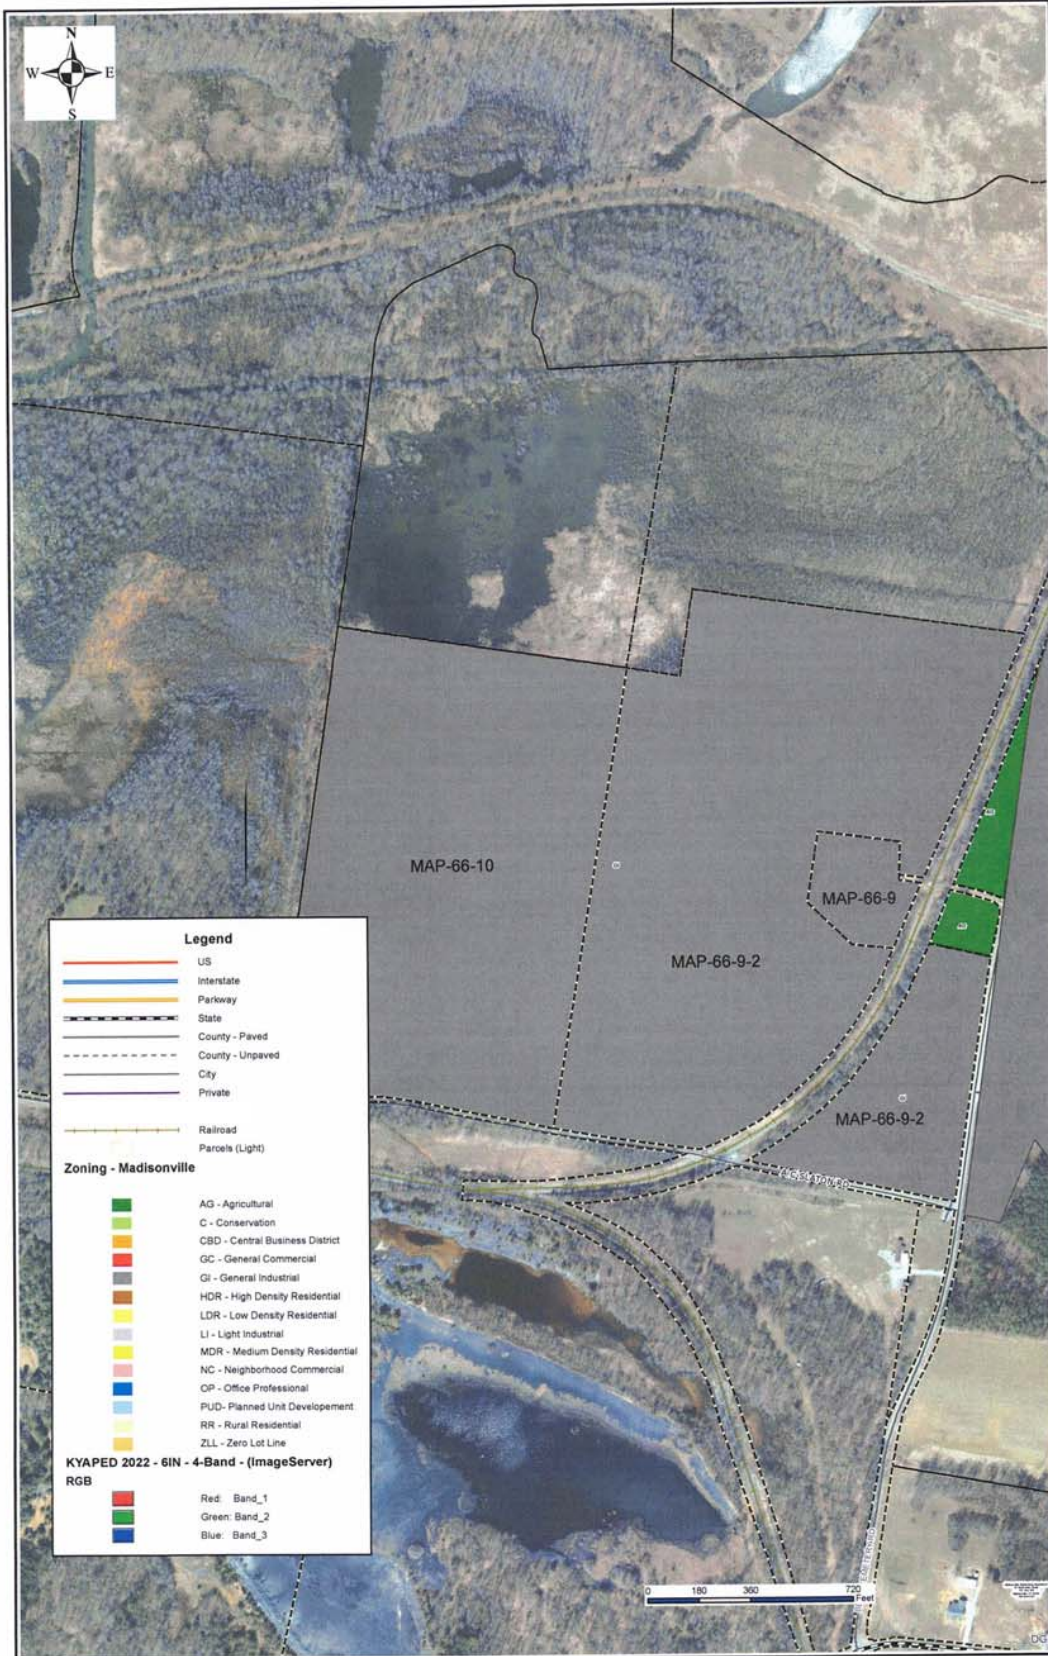 N
W E
S
MAP-66-10
MAP-66-9
MAP-66-9-2
MAP-66-9-2
A C SLATON RD
Legend
US
Interstate
Parkway
State
County - Paved
County - Unpaved
City
Private
Railroad
Parcels (Light)
Zoning - Madisonville
AG - Agricultural
C - Conservation
CBD - Central Business District
GC - General Commercial
GI - General Industrial
HDR - High Density Residential
LDR - Low Density Residential
LI - Light Industrial
MDR - Medium Density Residential
NC - Neighborhood Commercial
OP - Office Professional
PUD- Planned Unit Developement
RR - Rural Residential
ZLL - Zero Lot Line
KYAPED 2022 - 6IN - 4-Band - (ImageServer)
RGB
Red: Band_1
Green: Band_2
Blue: Band_3
0 180 360 720
Feet